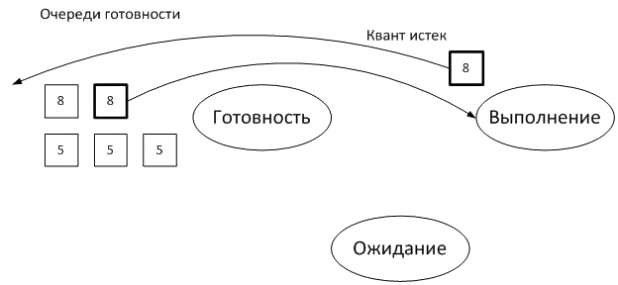 Очереди готовности
Квант истек
8
8 8
Готовность
Выполнение
5 5 5
Ожидание